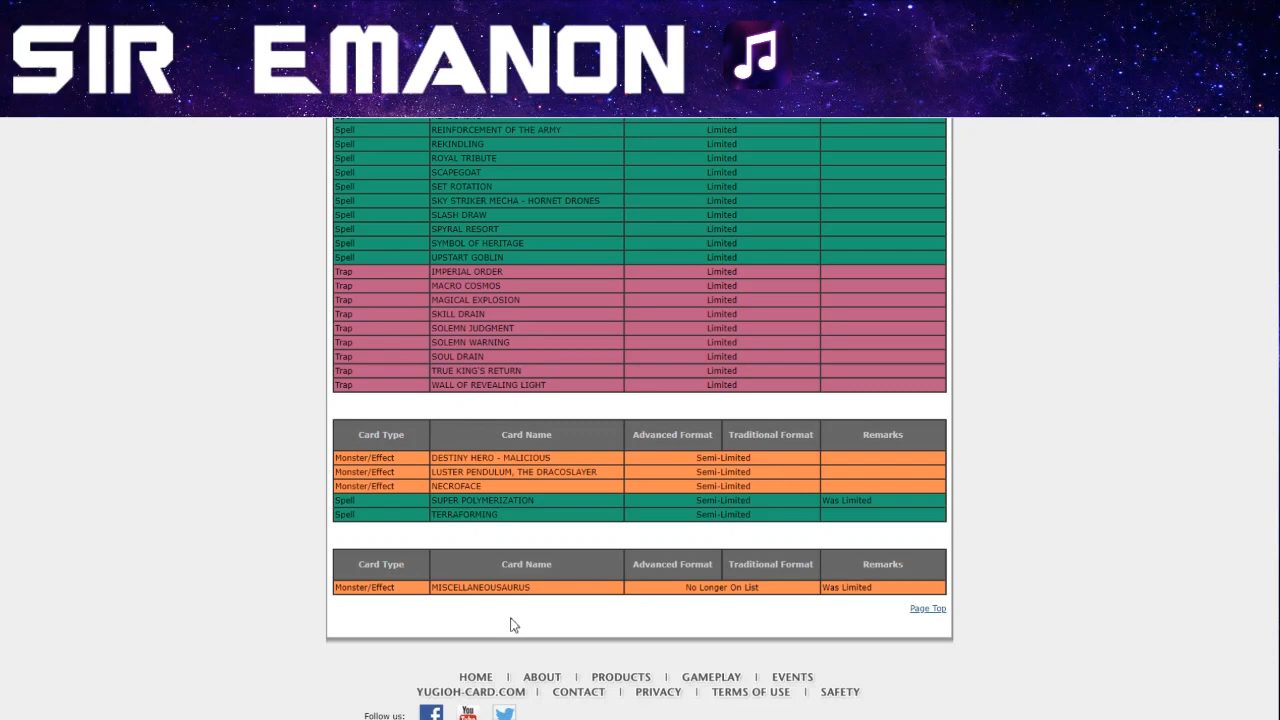 SIR EMANON
Spell REINFORCEMENT OF THE ARMY Limited
Spell REKINDLING Limited
Spell ROYAL TRIBUTE Limited
Spell SCAPEGOAT Limited
Spell SET ROTATION Limited
Spell SKY STRIKER MECHA - HORNET DRONES Limited
Spell SLASH DRAW Limited
Spell SPYRAL RESORT Limited
Spell SYMBOL OF HERITAGE Limited
Spell UPSTART GOBLIN Limited
Trap IMPERIAL ORDER Limited
Trap MACRO COSMOS Limited
Trap MAGICAL EXPLOSION Limited
Trap SKILL DRAIN Limited
Trap SOLEMN JUDGMENT Limited
Trap SOLEMN WARNING Limited
Trap SOUL DRAIN Limited
Trap TRUE KING'S RETURN Limited
Trap WALL OF REVEALING LIGHT Limited
Card Type Card Name Advanced Format Traditional Format Remarks
Monster/Effect DESTINY HERO - MALICIOUS Semi-Limited
Monster/Effect LUSTER PENDULUM, THE DRACOSLAYER Semi-Limited
Monster/Effect NECROFACE Semi-Limited
Spell SUPER POLYMERIZATION Semi-Limited Was Limited
Spell TERRAFORMING Semi-Limited
Card Type Card Name Advanced Format Traditional Format Remarks
Monster/Effect MISCELLANEOUSAURUS No Longer On List Was Limited
Page Top
HOME | ABOUT | PRODUCTS | GAMEPLAY | EVENTS
YUGIOH-CARD.COM | CONTACT | PRIVACY | TERMS OF USE | SAFETY
Follow us: You